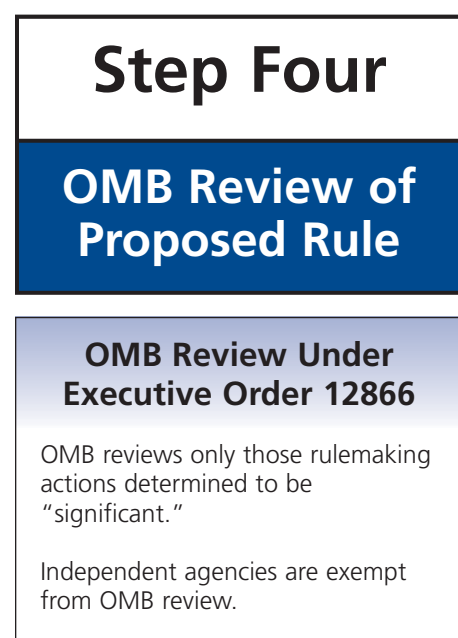 Step Four
OMB Review of
Proposed Rule
OMB Review Under
Executive Order 12866
OMB reviews only those rulemaking
actions determined to be
“significant.”
Independent agencies are exempt
from OMB review.